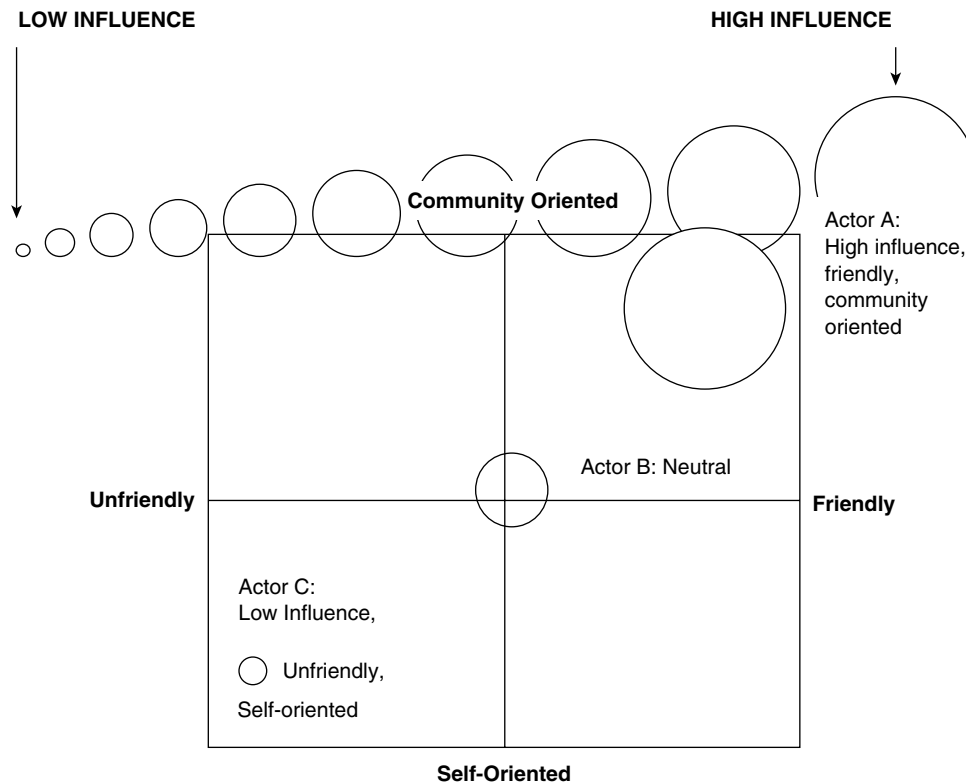 LOW INFLUENCE
HIGH INFLUENCE
Community Oriented
Actor A:
High influence,
friendly,
community
oriented
Actor B: Neutral
Unfriendly
Friendly
Actor C:
Low Influence,
Unfriendly,
Self-oriented
Self-Oriented